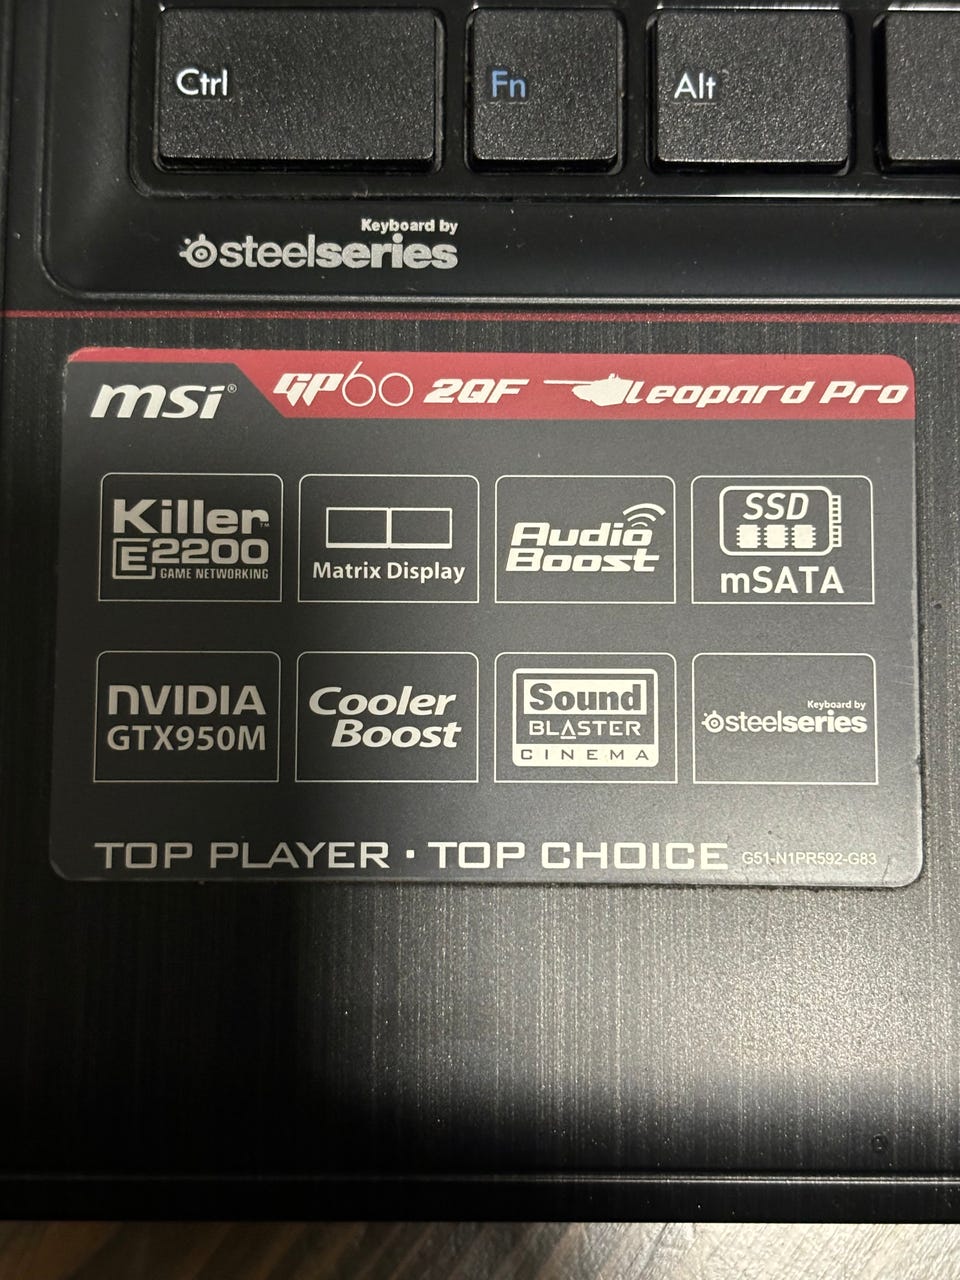 Ctrl
Fn
Alt
Keyboard by
steelseries
msi® GP60 2QF Leopard Pro
Killer™
E2200
GAME NETWORKING
Matrix Display
Audio
Boost
SSD
mSATA
NVIDIA
GTX950M
Cooler
Boost
Sound
BLASTER
CINEMA
Keyboard by
steelseries
TOP PLAYER · TOP CHOICE G51-N1PR592-G83